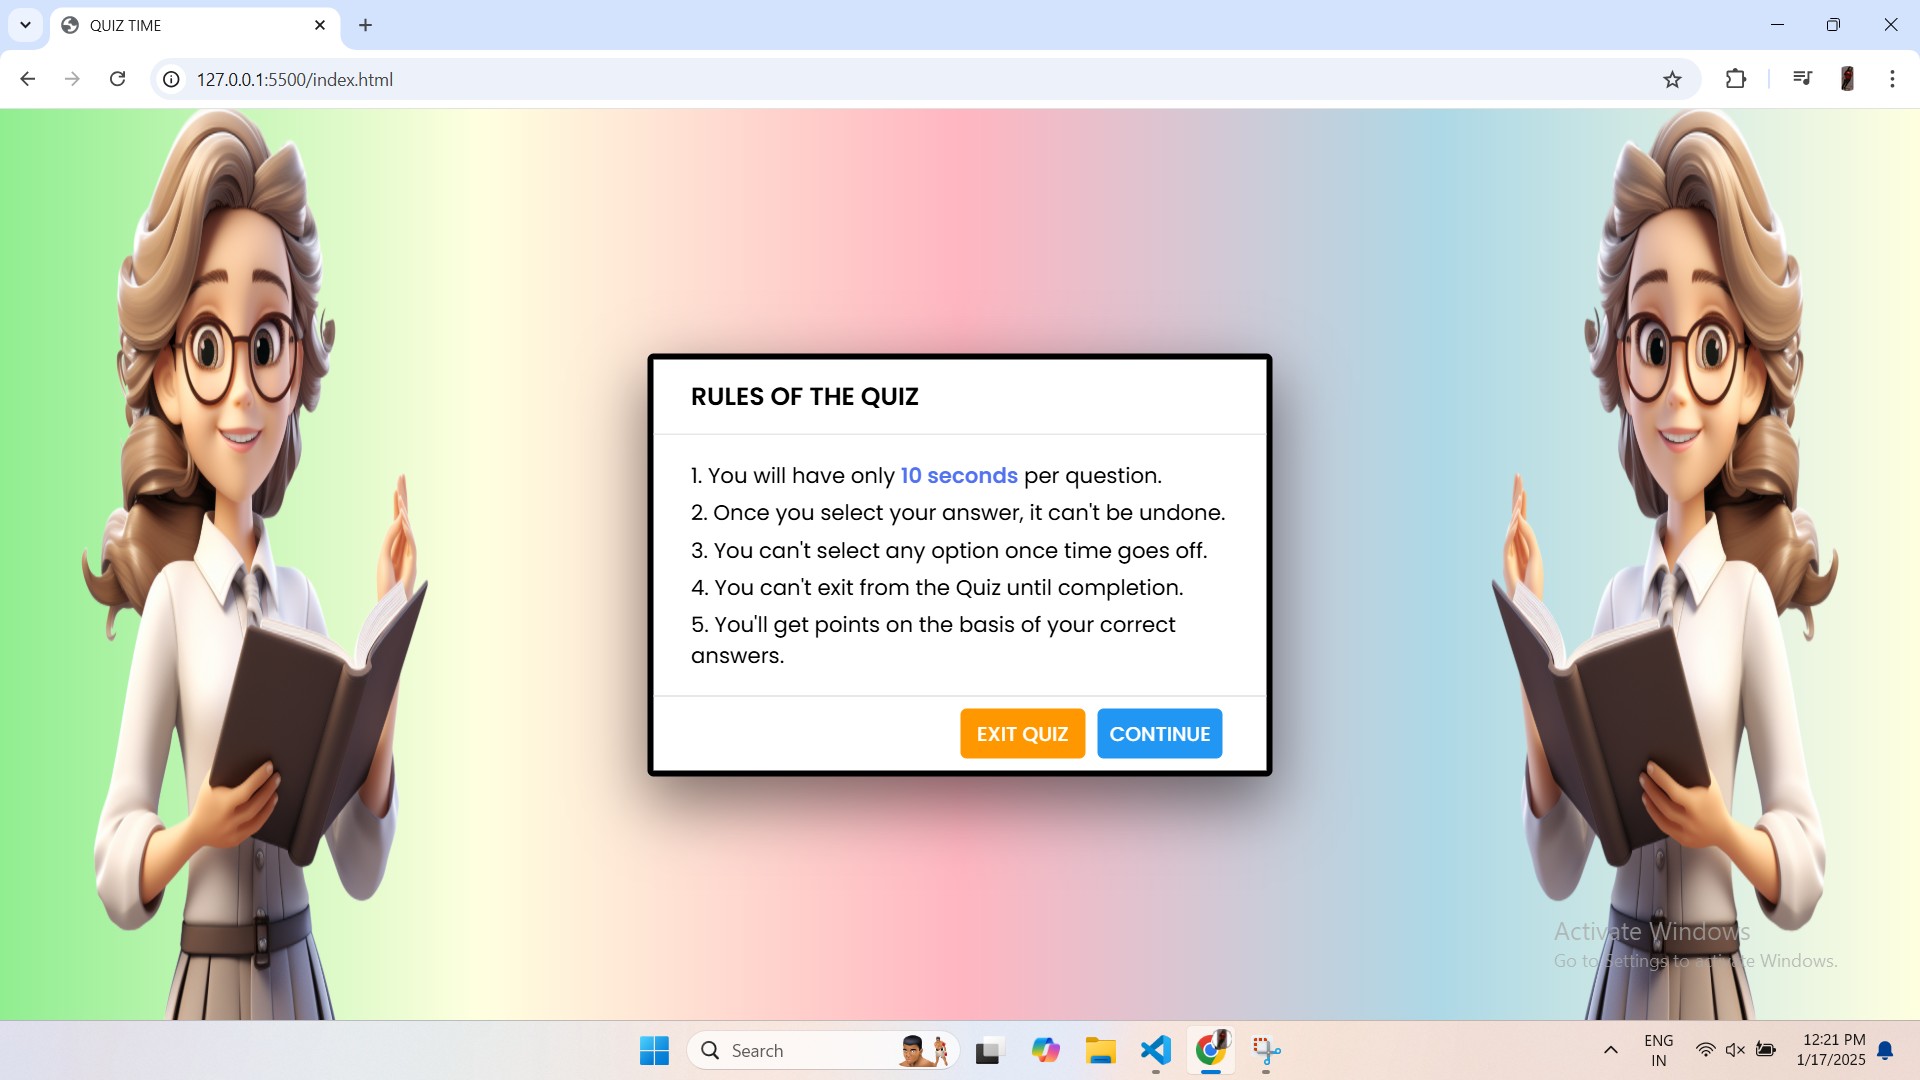 QUIZ TIME
127.0.0.1:5500/index.html
RULES OF THE QUIZ
1. You will have only 10 seconds per question.
2. Once you select your answer, it can't be undone.
3. You can't select any option once time goes off.
4. You can't exit from the Quiz until completion.
5. You'll get points on the basis of your correct
answers.
EXIT QUIZ CONTINUE
Activate Windows
Go to Settings to activate Windows.
Search
ENG
IN
12:21 PM
1/17/2025